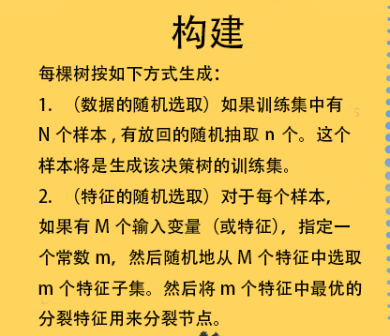 构建
每棵树按如下方式生成：
1. （数据的随机选取）如果训练集中有
N 个样本 , 有放回的随机抽取 n 个。这个
样本将是生成该决策树的训练集。
2. （特征的随机选取）对于每个样本，
如果有 M 个输入变量（或特征），指定一
个常数 m，然后随机地从 M 个特征中选取
m 个特征子集。然后将 m 个特征中最优的
分裂特征用来分裂节点。